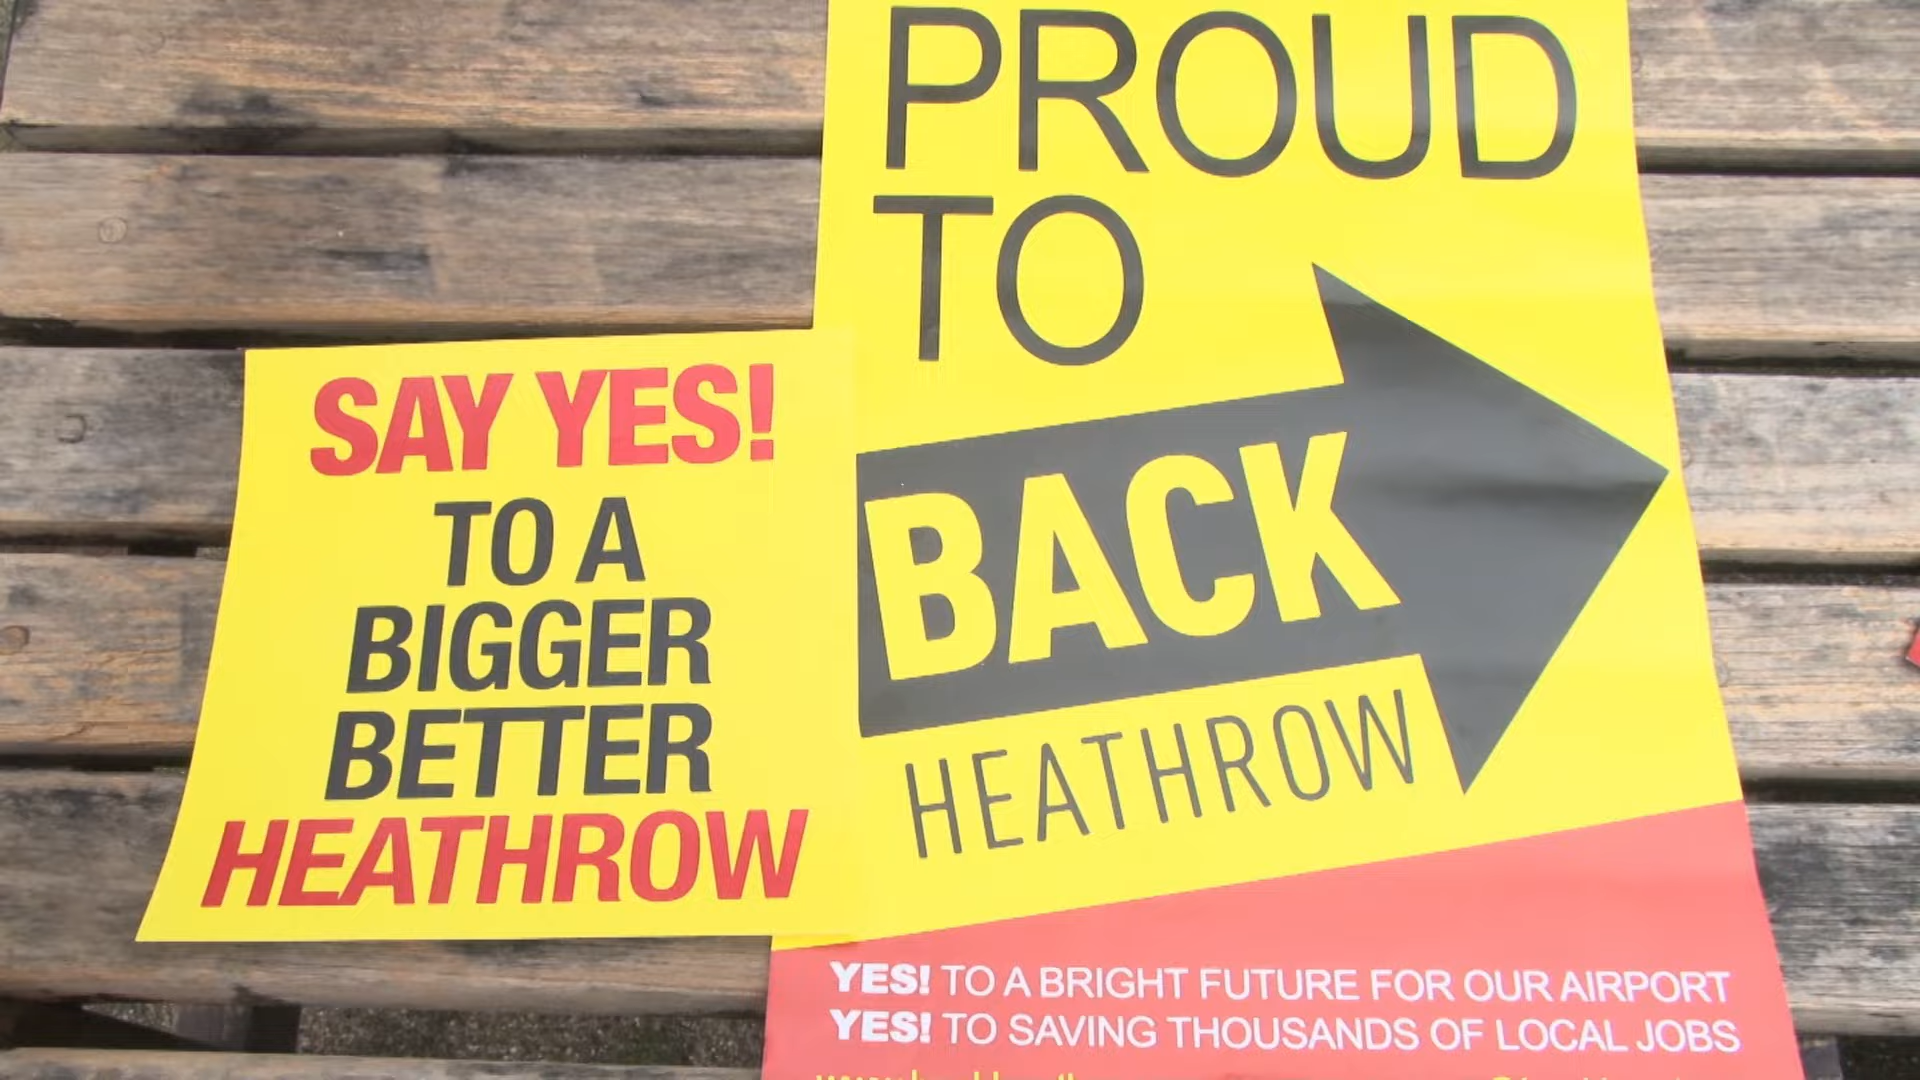 SAY YES!
TO A
BIGGER
BETTER
HEATHROW
PROUD
TO
BACK
HEATHROW
YES! TO A BRIGHT FUTURE FOR OUR AIRPORT
YES! TO SAVING THOUSANDS OF LOCAL JOBS